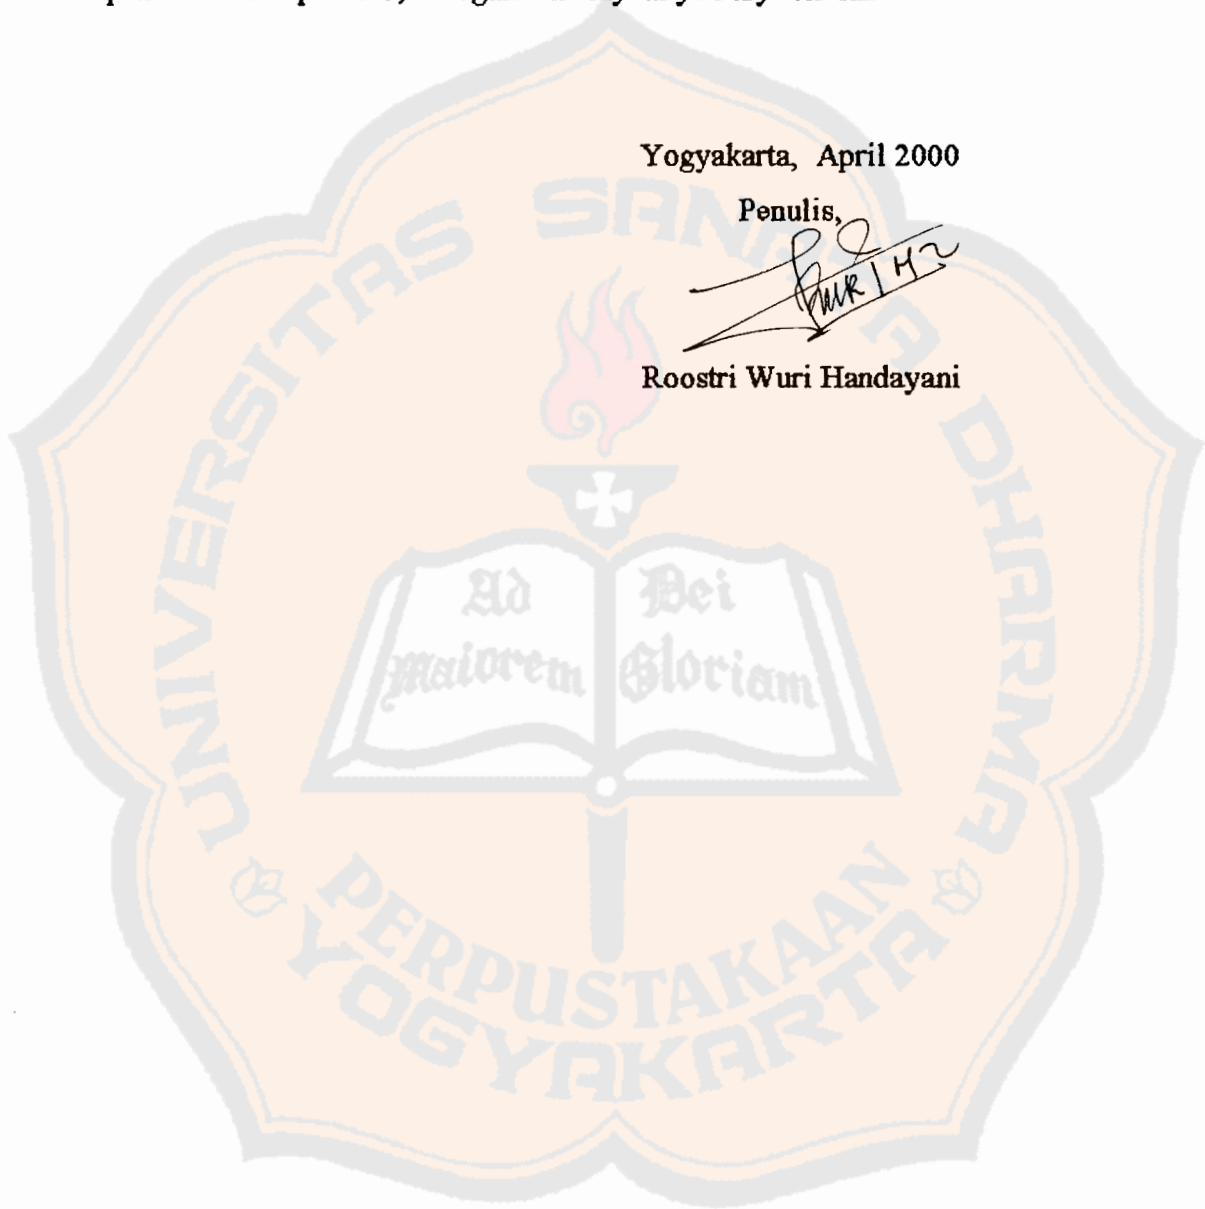 Yogyakarta, April 2000
Penulis,
Roostri Wuri Handayani
UNIVERSITAS SANATA DHARMA
Ad Dei
maiorem Gloriam
PERPUSTAKAAN
YOGYAKARTA